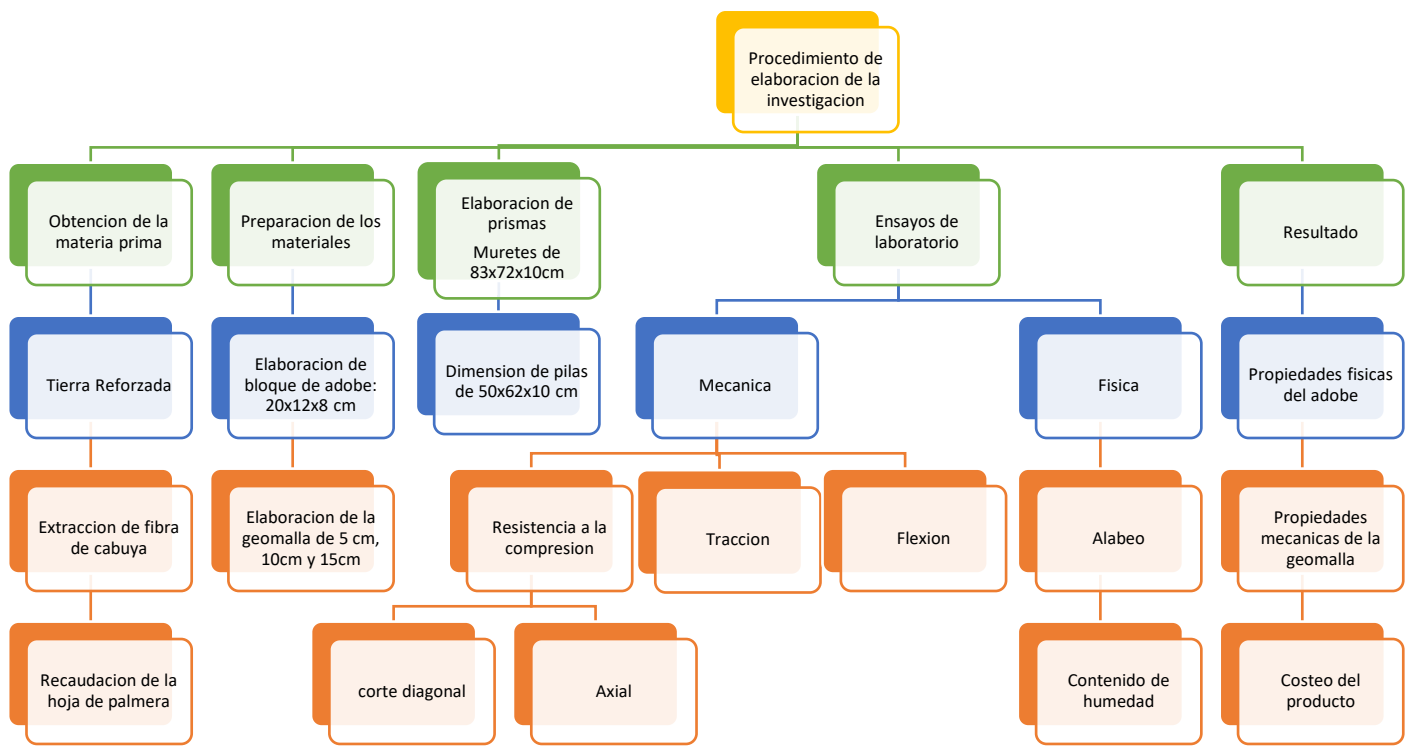 Procedimiento de
elaboracion de la
investigacion
Obtencion de la
materia prima
Preparacion de los
materiales
Elaboracion de
prismas
Muretes de
83x72x10cm
Ensayos de
laboratorio
Resultado
Tierra Reforzada
Elaboracion de
bloque de adobe:
20x12x8 cm
Dimension de pilas
de 50x62x10 cm
Mecanica
Fisica
Propiedades fisicas
del adobe
Extraccion de fibra
de cabuya
Elaboracion de la
geomalla de 5 cm,
10cm y 15cm
Resistencia a la
compresion
Traccion
Flexion
Alabeo
Propiedades
mecanicas de la
geomalla
Recaudacion de la
hoja de palmera
corte diagonal
Axial
Contenido de
humedad
Costeo del
producto